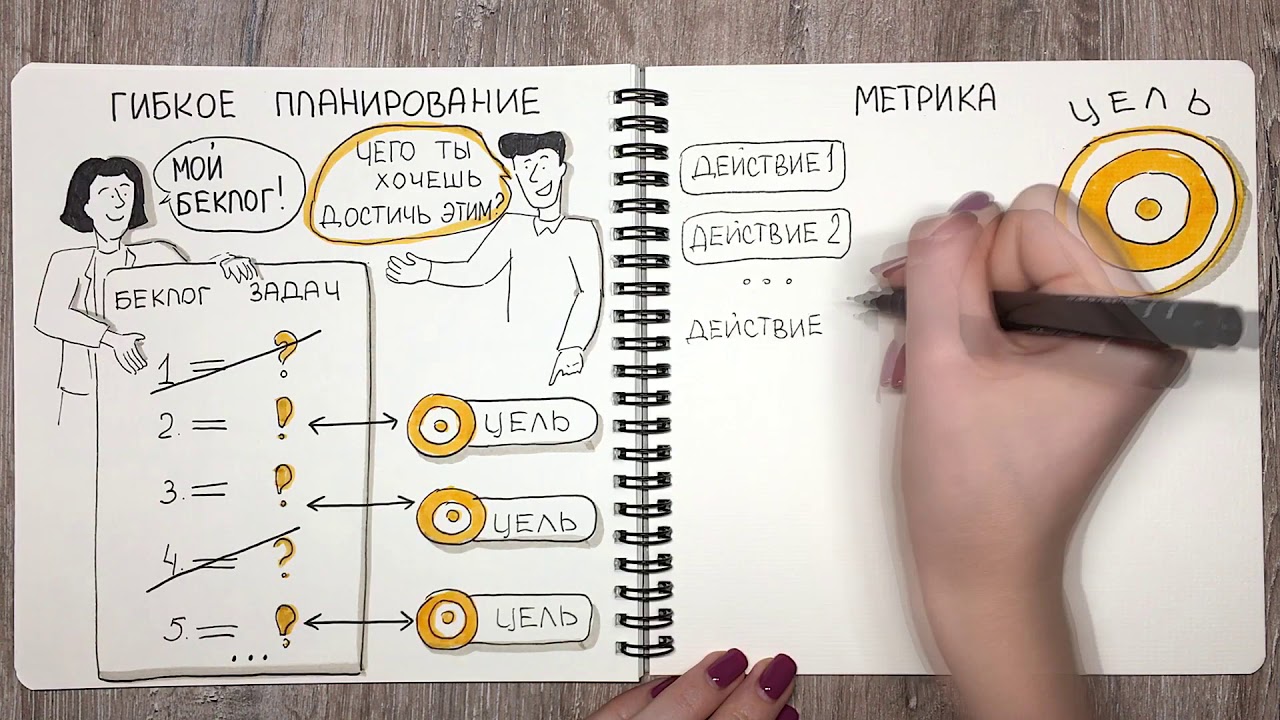 ГИБКОЕ ПЛАНИРОВАНИЕ
МОЙ
БЕКЛОГ!
ЧЕГО ТЫ
ХОЧЕШЬ
ДОСТИЧЬ ЭТИМ?
БЕКЛОГ ЗАДАЧ
1 = ?
2. = !
3. = !
4. = ?
5. = !
...
ЦЕЛЬ
ЦЕЛЬ
ЦЕЛЬ
МЕТРИКА
ЦЕЛЬ
ДЕЙСТВИЕ 1
ДЕЙСТВИЕ 2
...
ДЕЙСТВИЕ